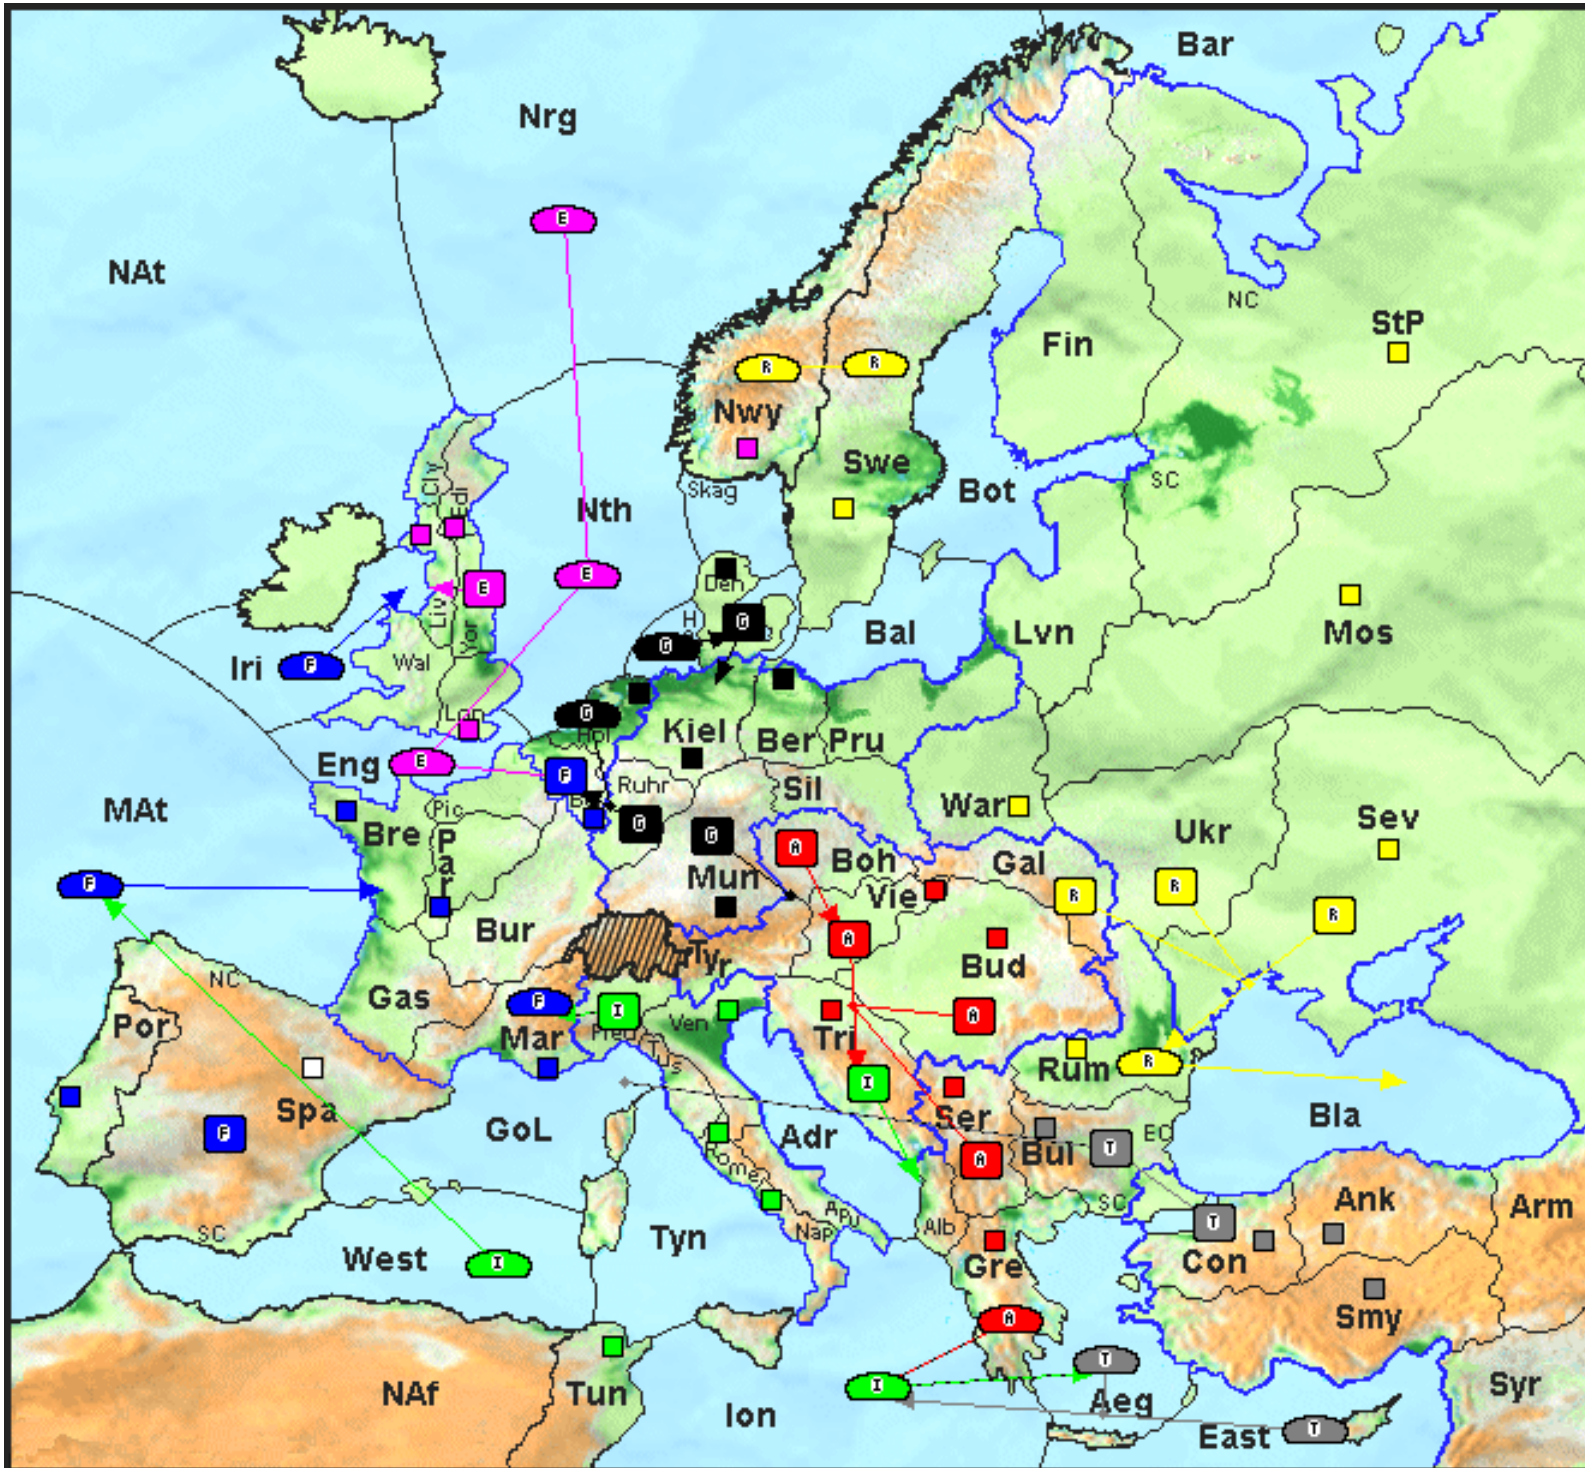 Bar
Nrg
E
NAt
NC
StP
Fin
R
R
Nwy
Swe
Cly
Edi
SC
Skag
Bot
Nth
E
E
Den
Liv
Yor
H
G
Bal
Lvn
Mos
Iri
F
Wal
G
Lon
G
Hol
Kiel
Ber
Pru
Eng
E
F
Ruhr
Sil
MAt
Pic
Bre
Par
G
G
A
Boh
War
Gal
Ukr
Sev
F
Mun
Vie
R
R
R
Bur
Tyr
A
Bud
NC
Gas
F
I
Por
Mar
Pied
Ven
Tri
A
Tus
Rum
R
Spa
I
Ser
F
GoL
Adr
Bul
EC
Bla
T
A
Rome
SC
Ank
Arm
SC
Apu
Alb
T
Tyn
Nap
West
I
Gre
Con
Smy
A
T
NAf
Tun
I
Aeg
Syr
Ion
East
T